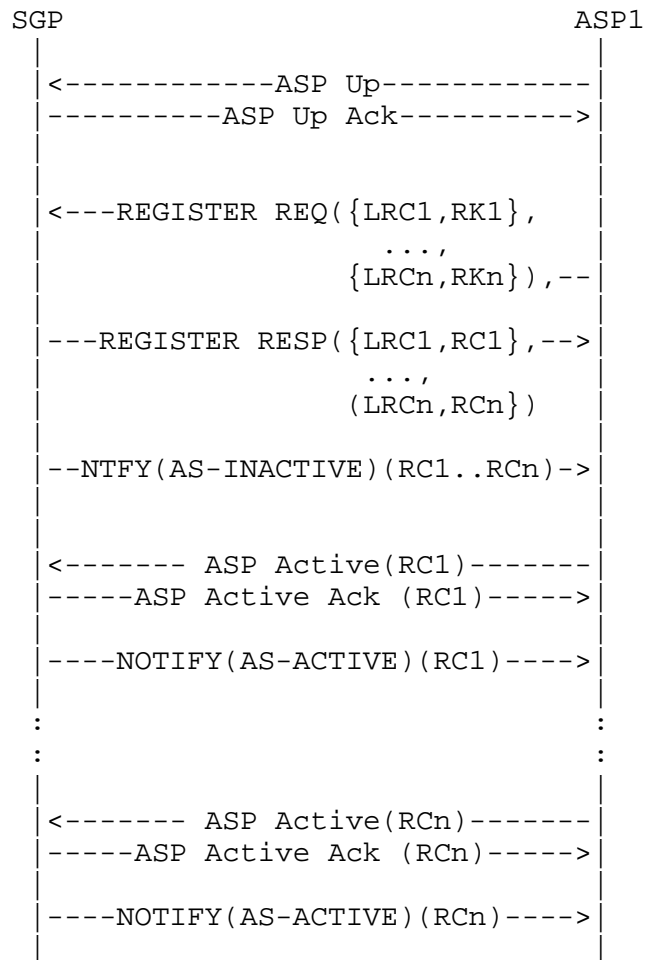 SGP ASP1
<------------ASP Up------------
----------ASP Up Ack---------->
<---REGISTER REQ({LRC1,RK1},
...,
{LRCn,RKn}),--
---REGISTER RESP({LRC1,RC1},-->
...,
(LRCn,RCn})
--NTFY(AS-INACTIVE)(RC1..RCn)->
<------- ASP Active(RC1)-------
-----ASP Active Ack (RC1)----->
----NOTIFY(AS-ACTIVE)(RC1)---->
: :
: :
<------- ASP Active(RCn)-------
-----ASP Active Ack (RCn)----->
----NOTIFY(AS-ACTIVE)(RCn)---->